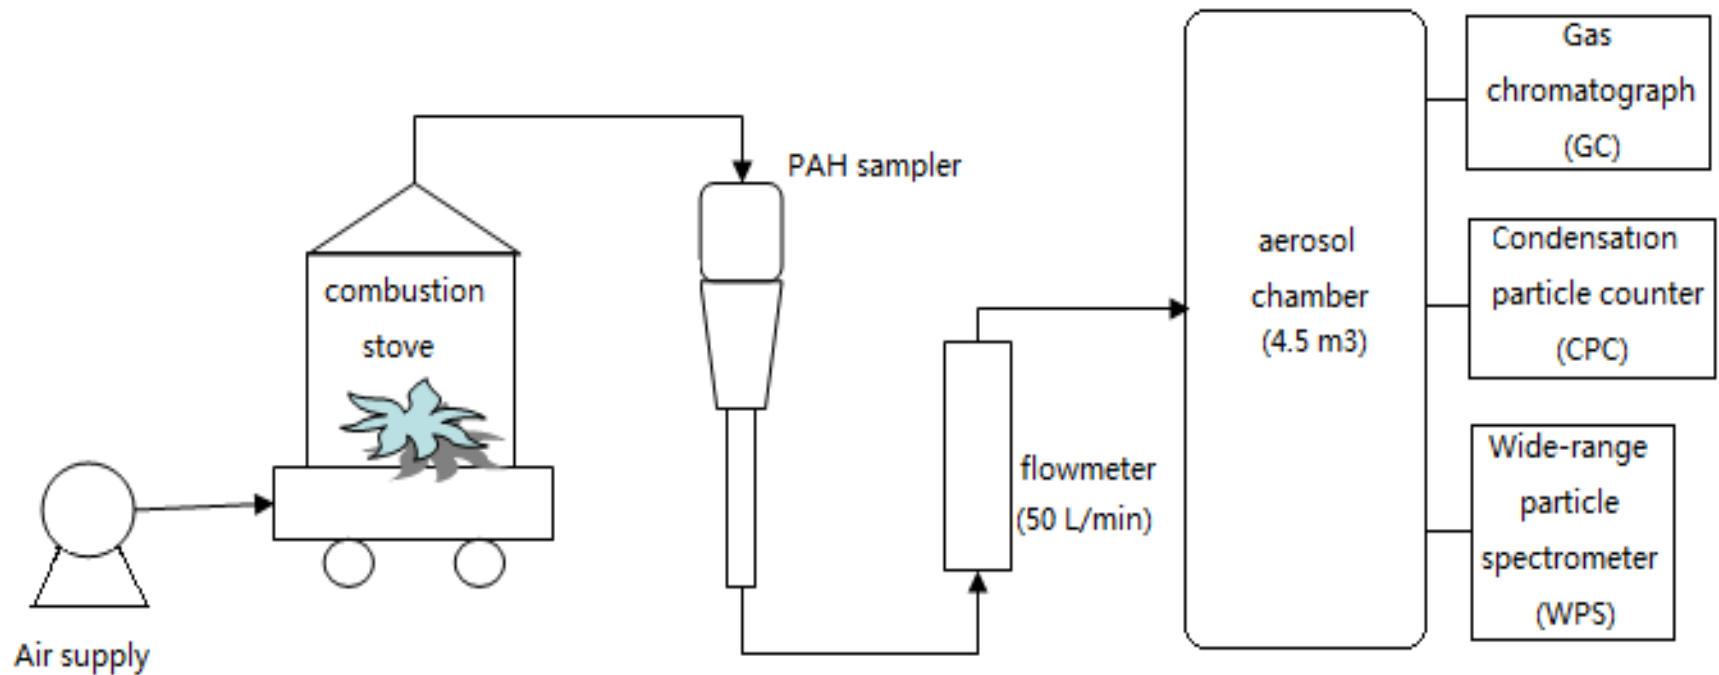 Gas
chromatograph
(GC)
PAH sampler
Condensation
particle counter
(CPC)
aerosol
chamber
(4.5 m3)
combustion
stove
Wide-range
particle
spectrometer
(WPS)
flowmeter
(50 L/min)
Air supply